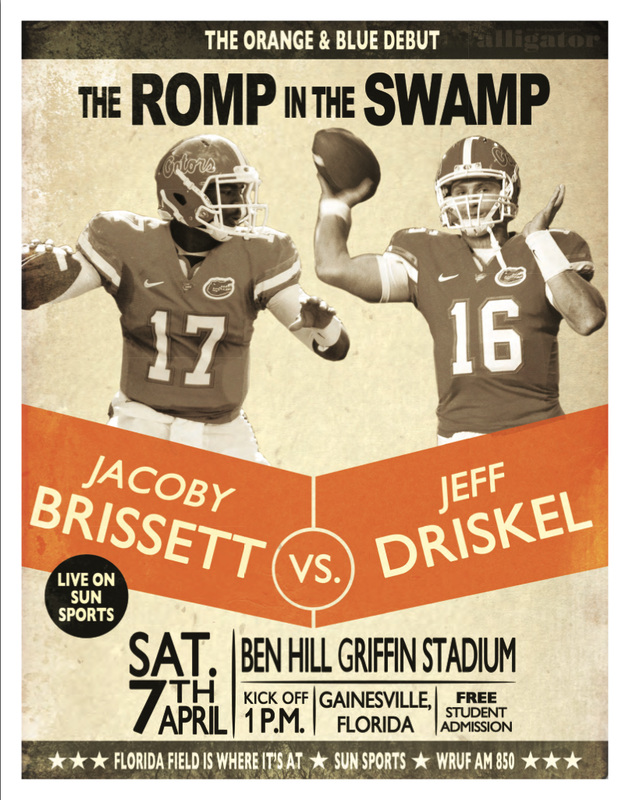 THE ORANGE & BLUE DEBUT
alligator
THE ROMP IN THE SWAMP
Gators
17
16
JACOBY
BRISSETT
VS.
JEFF
DRISKEL
LIVE ON
SUN
SPORTS
SAT.
7TH
APRIL
BEN HILL GRIFFIN STADIUM
KICK OFF
1 P.M.
GAINESVILLE,
FLORIDA
FREE
STUDENT
ADMISSION
★★★ FLORIDA FIELD IS WHERE IT'S AT ★ SUN SPORTS ★ WRUF AM 850 ★★★